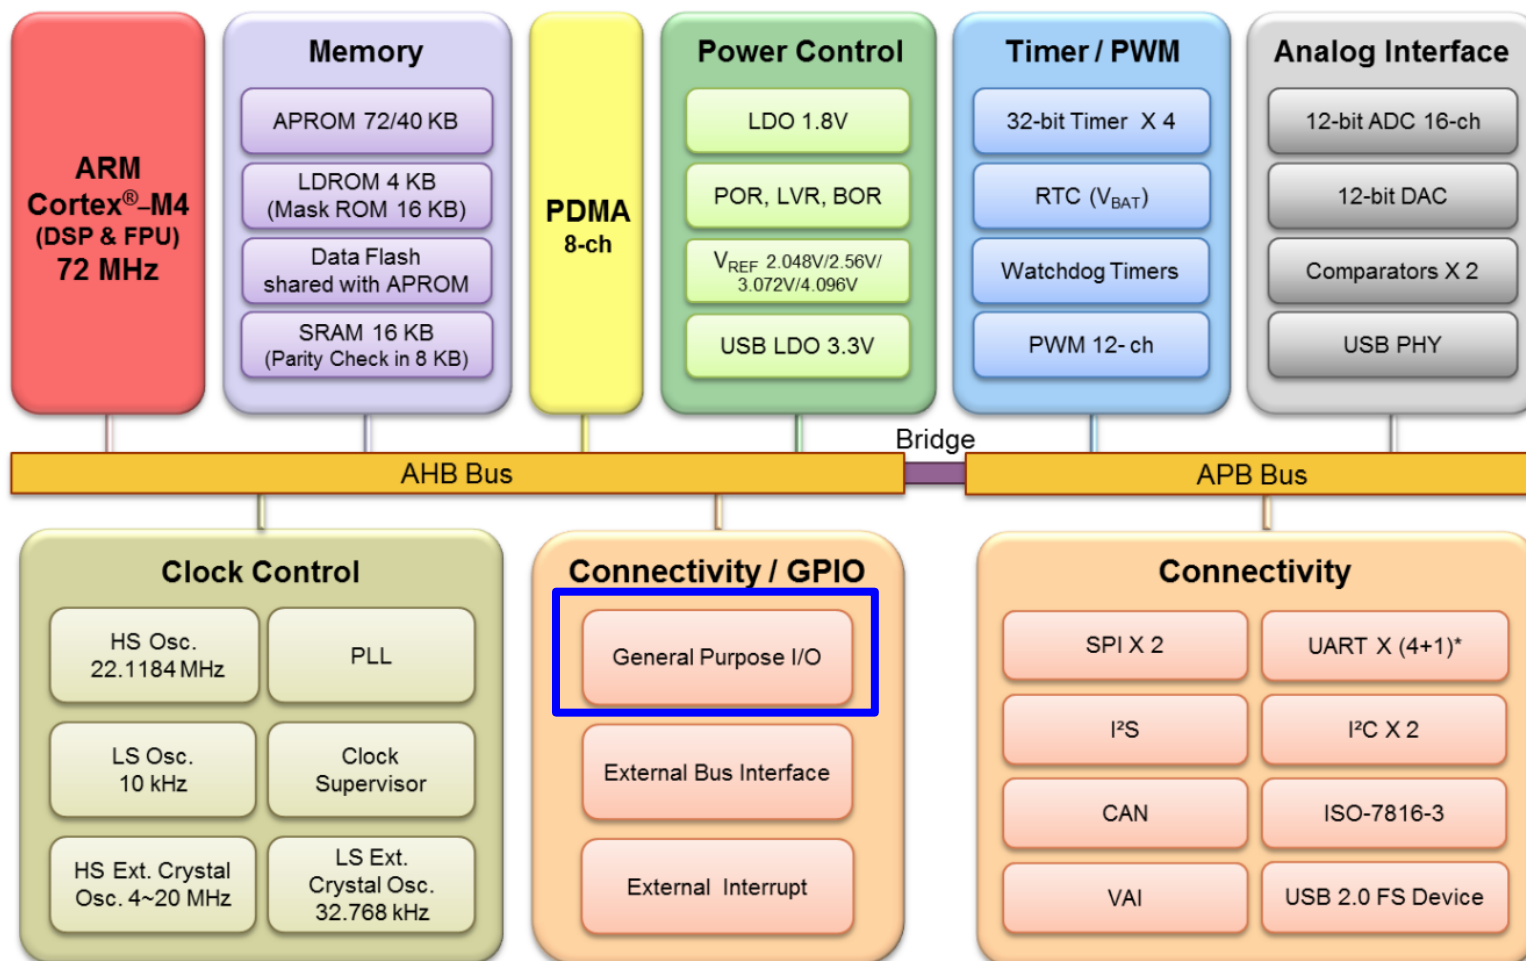 ARM
Cortex®–M4
(DSP & FPU)
72 MHz
Memory
APROM 72/40 KB
LDROM 4 KB
(Mask ROM 16 KB)
Data Flash
shared with APROM
SRAM 16 KB
(Parity Check in 8 KB)
PDMA
8-ch
Power Control
LDO 1.8V
POR, LVR, BOR
VREF 2.048V/2.56V/
3.072V/4.096V
USB LDO 3.3V
Timer / PWM
32-bit Timer X 4
RTC (VBAT)
Watchdog Timers
PWM 12- ch
Analog Interface
12-bit ADC 16-ch
12-bit DAC
Comparators X 2
USB PHY
AHB Bus
Bridge
APB Bus
Clock Control
HS Osc.
22.1184 MHz
PLL
LS Osc.
10 kHz
Clock
Supervisor
HS Ext. Crystal
Osc. 4~20 MHz
LS Ext.
Crystal Osc.
32.768 kHz
Connectivity / GPIO
General Purpose I/O
External Bus Interface
External Interrupt
Connectivity
SPI X 2
UART X (4+1)*
I²S
I²C X 2
CAN
ISO-7816-3
VAI
USB 2.0 FS Device